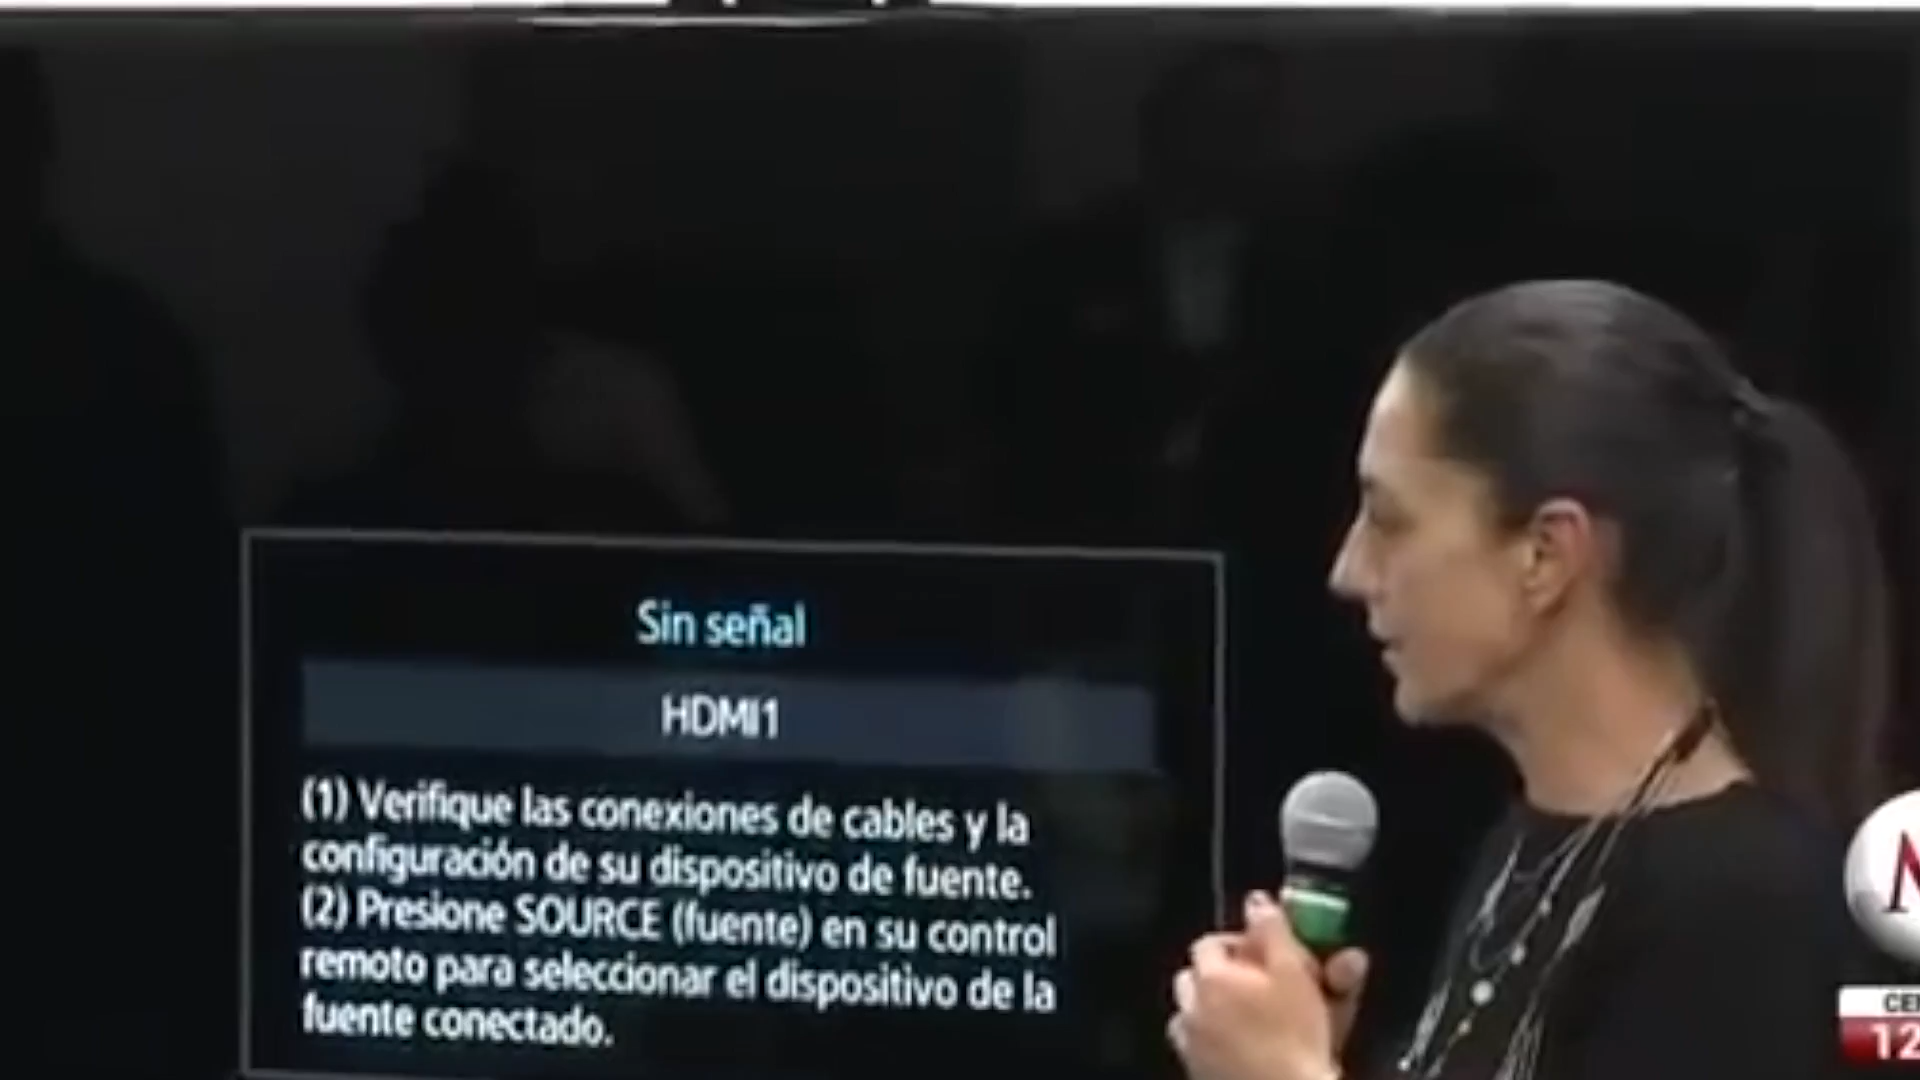 Sin señal
HDMI1
(1) Verifique las conexiones de cables y la
configuración de su dispositivo de fuente.
(2) Presione SOURCE (fuente) en su control
remoto para seleccionar el dispositivo de la
fuente conectado.
12